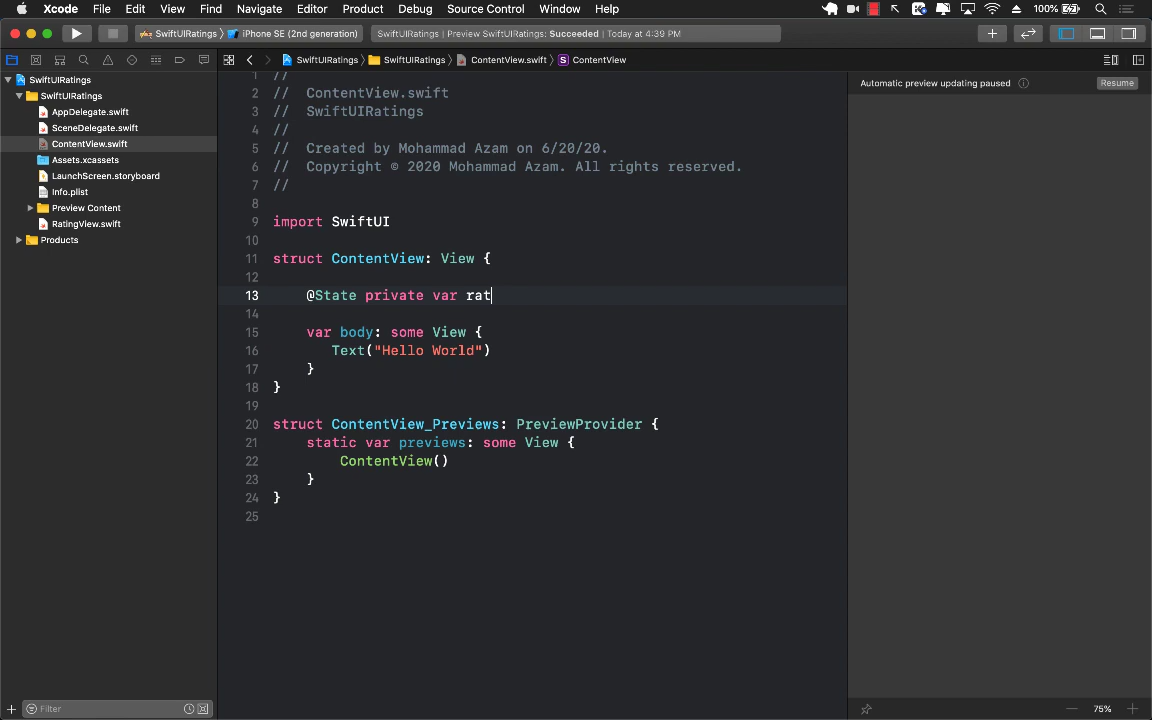 Xcode File Edit View Find Navigate Editor Product Debug Source Control Window Help 100%
SwiftUIRatings iPhone SE (2nd generation) SwiftUIRatings | Preview SwiftUIRatings: Succeeded | Today at 4:39 PM
SwiftUIRatings SwiftUIRatings ContentView.swift S ContentView
SwiftUIRatings
SwiftUIRatings
AppDelegate.swift
SceneDelegate.swift
ContentView.swift
Assets.xcassets
LaunchScreen.storyboard
Info.plist
Preview Content
RatingView.swift
Products
Filter
1 //
2 // ContentView.swift
3 // SwiftUIRatings
4 //
5 // Created by Mohammad Azam on 6/20/20.
6 // Copyright © 2020 Mohammad Azam. All rights reserved.
7 //
8
9 import SwiftUI
10
11 struct ContentView: View {
12
13 @State private var rat
14
15 var body: some View {
16 Text("Hello World")
17 }
18 }
19
20 struct ContentView_Previews: PreviewProvider {
21 static var previews: some View {
22 ContentView()
23 }
24 }
25
Automatic preview updating paused Resume
75%